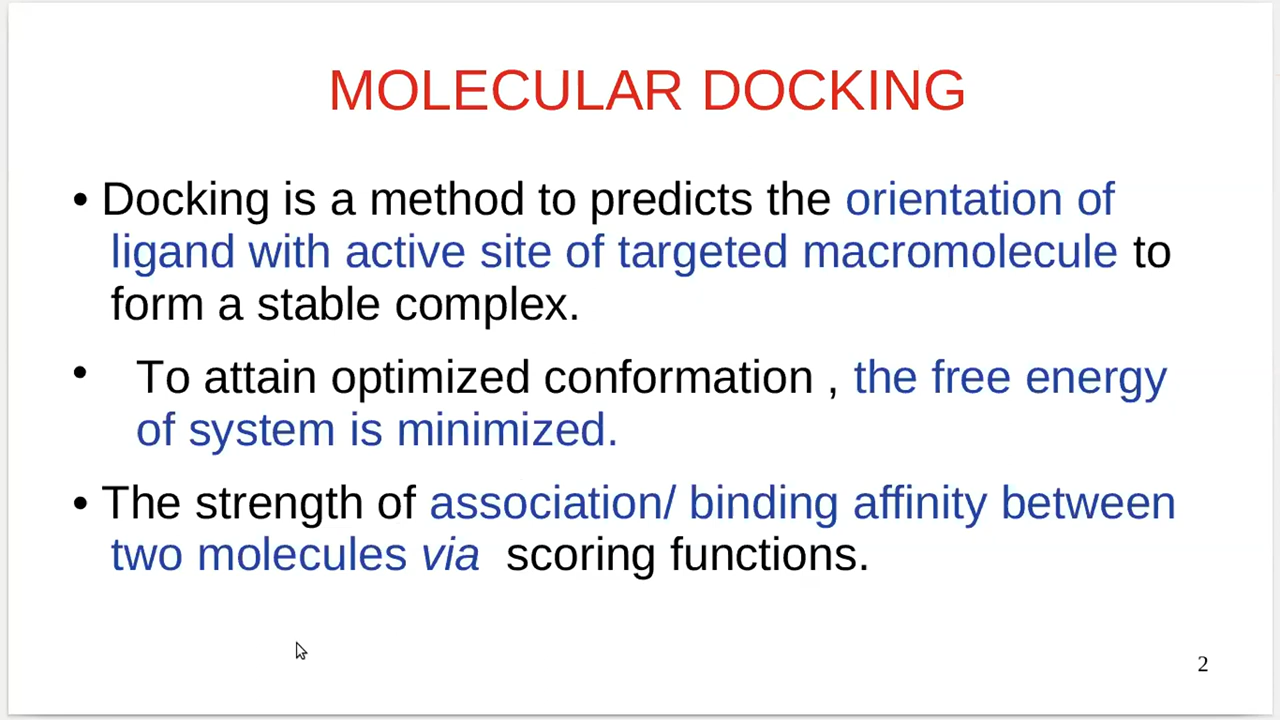 MOLECULAR DOCKING
• Docking is a method to predicts the orientation of
ligand with active site of targeted macromolecule to
form a stable complex.
• To attain optimized conformation , the free energy
of system is minimized.
• The strength of association/ binding affinity between
two molecules via scoring functions.
2